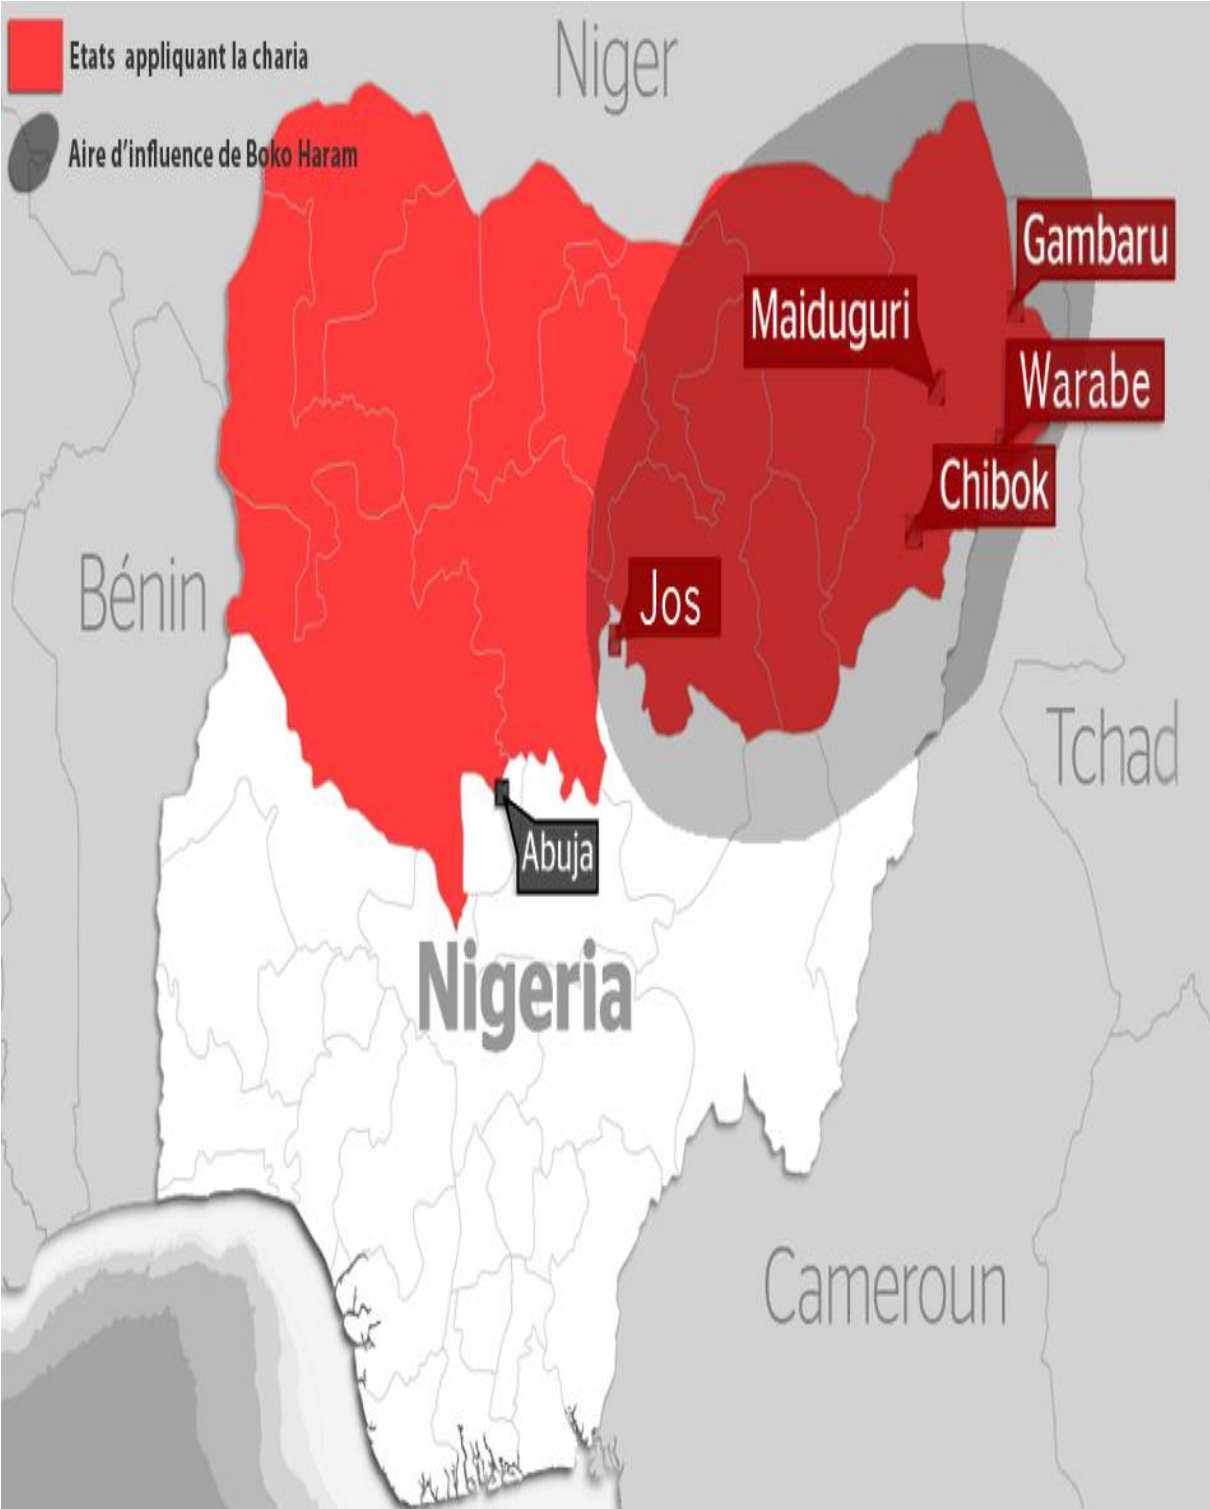 Etats appliquant la charia
Aire d'influence de Boko Haram
Niger
Gambaru
Maiduguri
Warabe
Chibok
Bénin
Jos
Tchad
Abuja
Nigeria
Cameroun